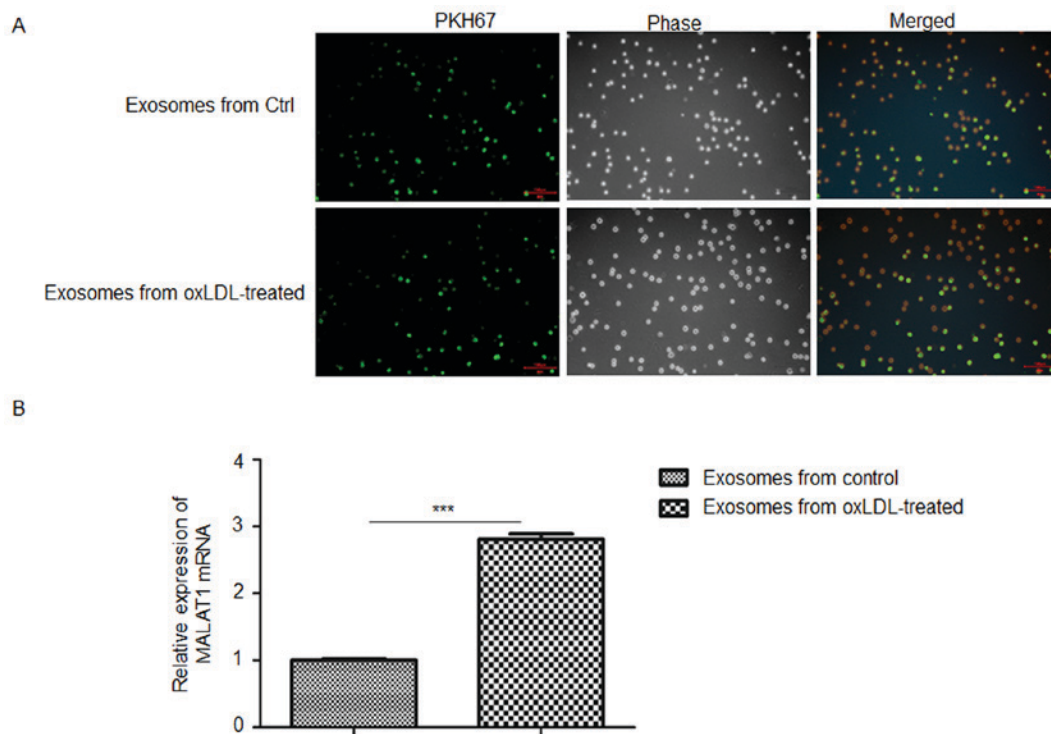 A
PKH67 Phase Merged
Exosomes from Ctrl
Exosomes from oxLDL-treated
B
Relative expression of
MALAT1 mRNA
4
3
2
1
0
***
Exosomes from control
Exosomes from oxLDL-treated